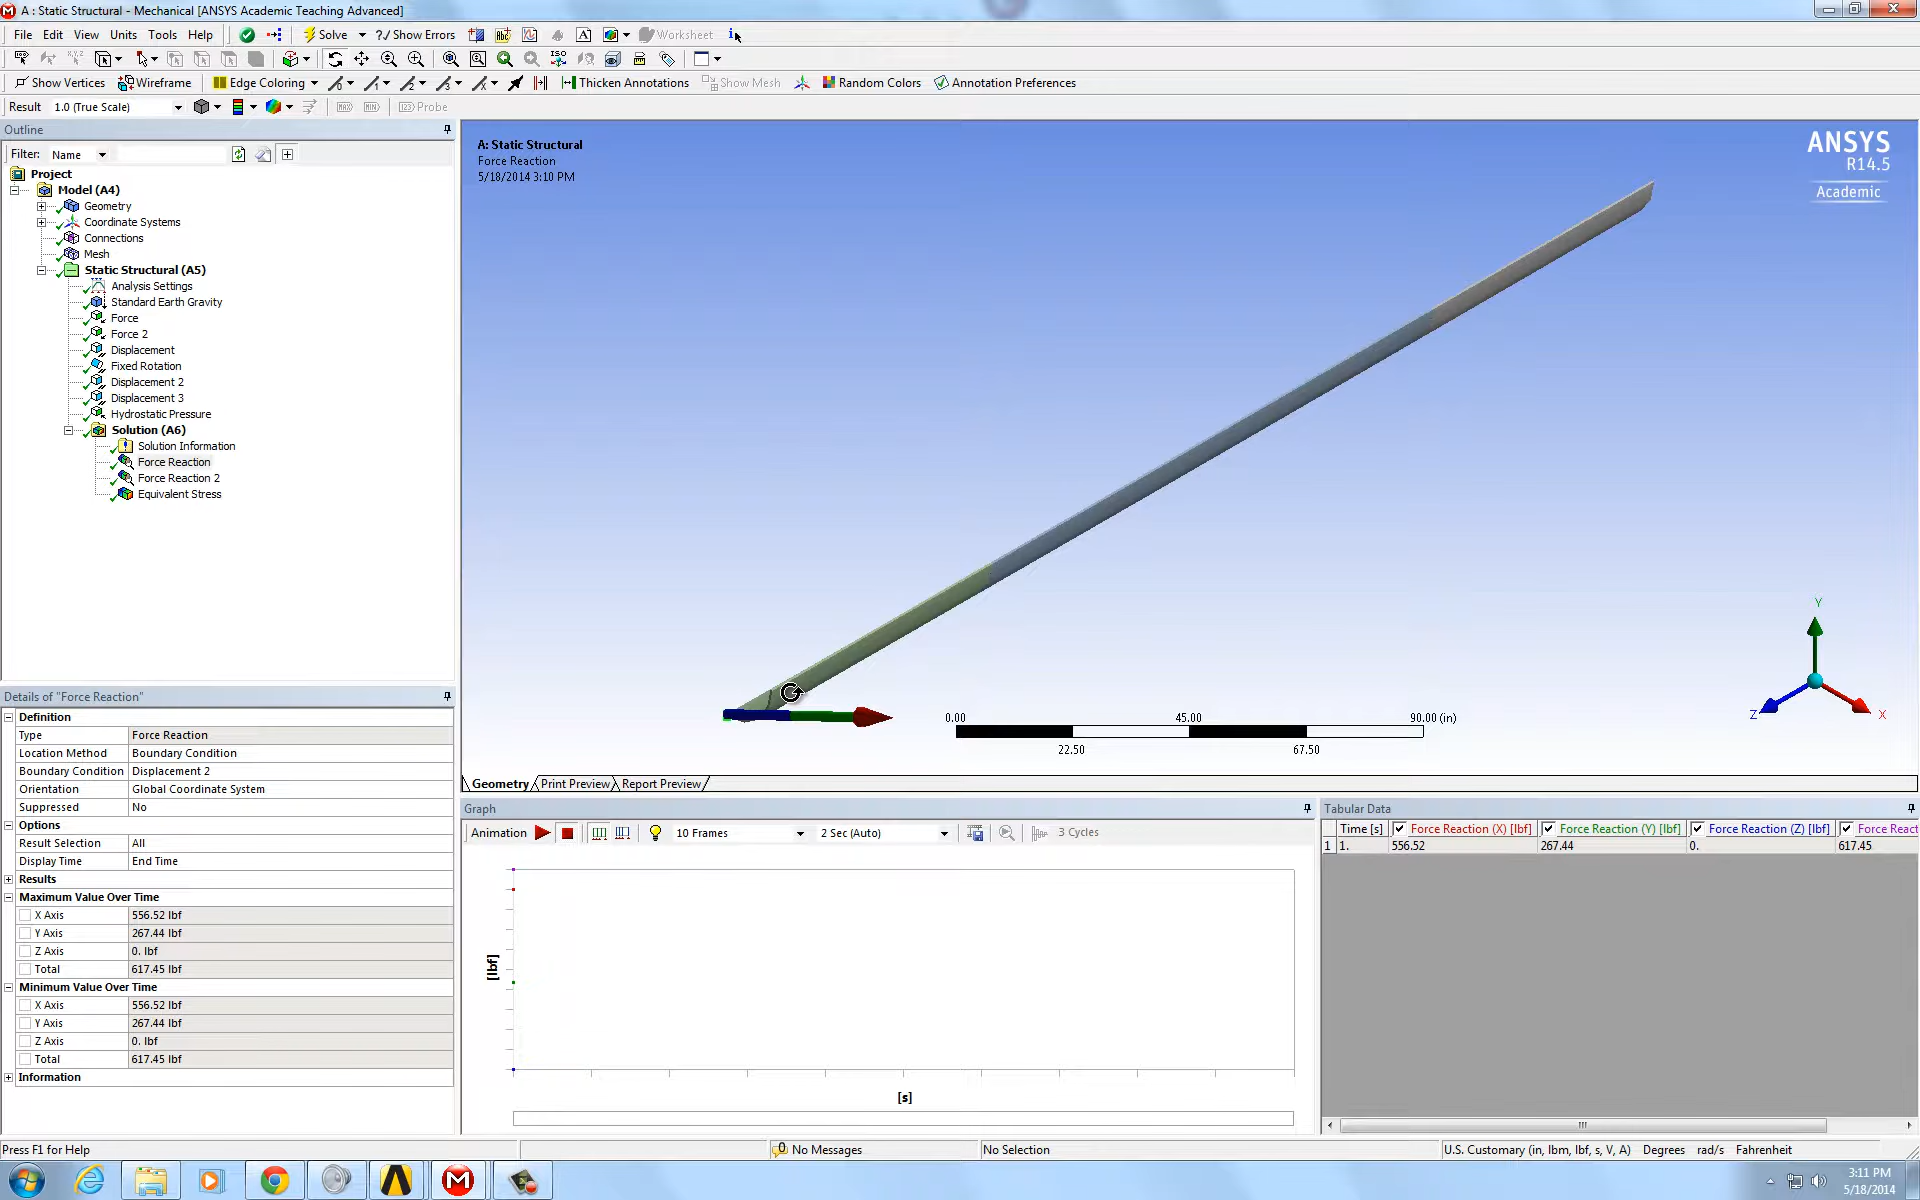 A : Static Structural - Mechanical [ANSYS Academic Teaching Advanced]
File Edit View Units Tools Help Solve ?/ Show Errors Worksheet
Show Vertices Wireframe Edge Coloring Thicken Annotations Show Mesh Random Colors Annotation Preferences
Result 1.0 (True Scale) Probe
Outline
Filter: Name
Project
Model (A4)
Geometry
Coordinate Systems
Connections
Mesh
Static Structural (A5)
Analysis Settings
Standard Earth Gravity
Force
Force 2
Displacement
Fixed Rotation
Displacement 2
Displacement 3
Hydrostatic Pressure
Solution (A6)
Solution Information
Force Reaction
Force Reaction 2
Equivalent Stress
A: Static Structural
Force Reaction
5/18/2014 3:10 PM
ANSYS
R14.5
Academic
Y
Z X
0.00 45.00 90.00 (in)
22.50 67.50
Geometry Print Preview Report Preview
Details of "Force Reaction"
Definition
Type Force Reaction
Location Method Boundary Condition
Boundary Condition Displacement 2
Orientation Global Coordinate System
Suppressed No
Options
Result Selection All
Display Time End Time
Results
Maximum Value Over Time
X Axis 556.52 lbf
Y Axis 267.44 lbf
Z Axis 0. lbf
Total 617.45 lbf
Minimum Value Over Time
X Axis 556.52 lbf
Y Axis 267.44 lbf
Z Axis 0. lbf
Total 617.45 lbf
Information
Graph
Animation 10 Frames 2 Sec (Auto) 3 Cycles
[lbf]
[s]
Tabular Data
Time [s] Force Reaction (X) [lbf] Force Reaction (Y) [lbf] Force Reaction (Z) [lbf] Force React
1 1. 556.52 267.44 0. 617.45
Press F1 for Help No Messages No Selection U.S. Customary (in, lbm, lbf, s, V, A) Degrees rad/s Fahrenheit
3:11 PM
5/18/2014